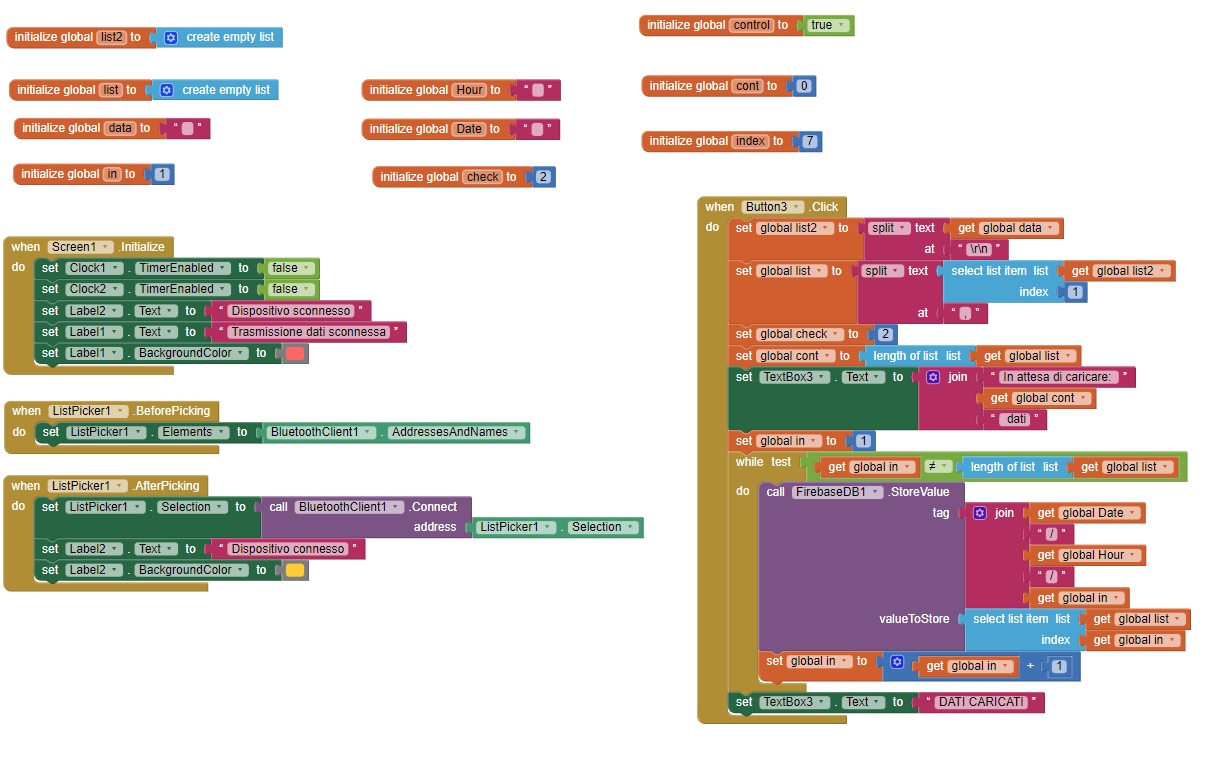 initialize global list2 to create empty list
initialize global list to create empty list
initialize global data to " "
initialize global in to 1
initialize global Hour to " "
initialize global Date to " "
initialize global check to 2
initialize global control to true
initialize global cont to 0
initialize global index to 7
when Screen1 .Initialize
do set Clock1 . TimerEnabled to false
set Clock2 . TimerEnabled to false
set Label2 . Text to " Dispositivo sconnesso "
set Label1 . Text to " Trasmissione dati sconnessa "
set Label1 . BackgroundColor to
when ListPicker1 .BeforePicking
do set ListPicker1 . Elements to BluetoothClient1 . AddressesAndNames
when ListPicker1 .AfterPicking
do set ListPicker1 . Selection to call BluetoothClient1 .Connect
address ListPicker1 . Selection
set Label2 . Text to " Dispositivo connesso "
set Label2 . BackgroundColor to
when Button3 .Click
do set global list2 to split text get global data
at " \r\n "
set global list to split text select list item list get global list2
index 1
at " , "
set global check to 2
set global cont to length of list list get global list
set TextBox3 . Text to join " In attesa di caricare: "
get global cont
" dati "
set global in to 1
while test get global in ≠ length of list list get global list
do call FirebaseDB1 .StoreValue
tag join get global Date
" / "
get global Hour
" / "
get global in
valueToStore select list item list get global list
index get global in
set global in to get global in + 1
set TextBox3 . Text to " DATI CARICATI "